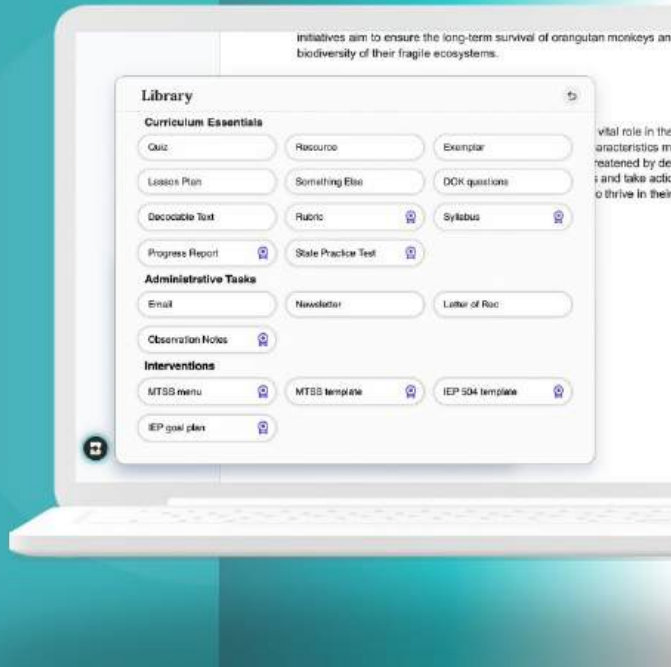 initiatives aim to ensure the long-term survival of orangutan monkeys an
biodiversity of their fragile ecosystems.
Library
vital role in the
aracteristics m
reatened by de
s and take actio
o thrive in their
Curriculum Essentials
Quiz Resource Exemplar
Lesson Plan Something Else DOK questions
Decodable Text Rubric Syllabus
Progress Report State Practice Test
Administrative Tasks
Email Newsletter Letter of Rec
Observation Notes
Interventions
MTSS menu MTSS template IEP 504 template
IEP goal plan